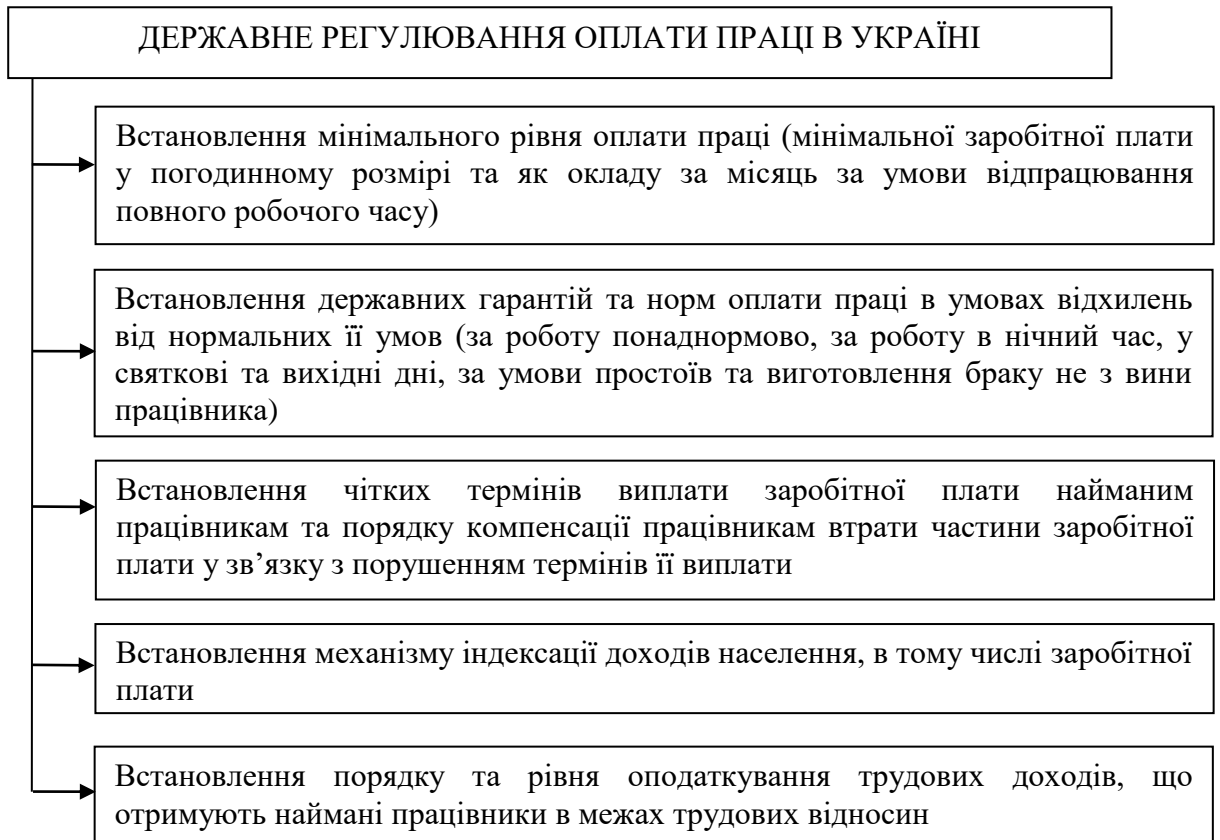 ДЕРЖАВНЕ РЕГУЛЮВАННЯ ОПЛАТИ ПРАЦІ В УКРАЇНІ
Встановлення мінімального рівня оплати праці (мінімальної заробітної плати
у погодинному розмірі та як окладу за місяць за умови відпрацювання
повного робочого часу)
Встановлення державних гарантій та норм оплати праці в умовах відхилень
від нормальних її умов (за роботу понаднормово, за роботу в нічний час, у
святкові та вихідні дні, за умови простоїв та виготовлення браку не з вини
працівника)
Встановлення чітких термінів виплати заробітної плати найманим
працівникам та порядку компенсації працівникам втрати частини заробітної
плати у зв’язку з порушенням термінів її виплати
Встановлення механізму індексації доходів населення, в тому числі заробітної
плати
Встановлення порядку та рівня оподаткування трудових доходів, що
отримують наймані працівники в межах трудових відносин